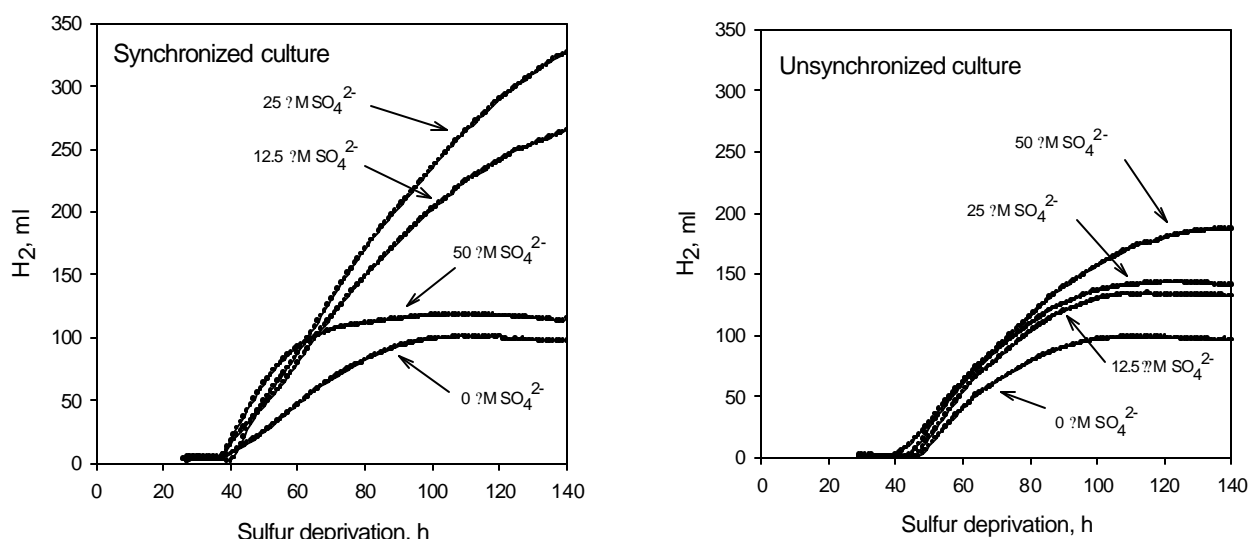 350
300
250
200
150
100
50
0
H2, ml
Synchronized culture
25 ?M SO4 2-
12.5 ?M SO4 2-
50 ?M SO4 2-
0 ?M SO4 2-
0 20 40 60 80 100 120 140
Sulfur deprivation, h
350
300
250
200
150
100
50
0
H2, ml
Unsynchronized culture
50 ?M SO4 2-
25 ?M SO4 2-
12.5 ?M SO4 2-
0 ?M SO4 2-
0 20 40 60 80 100 120 140
Sulfur deprivation, h